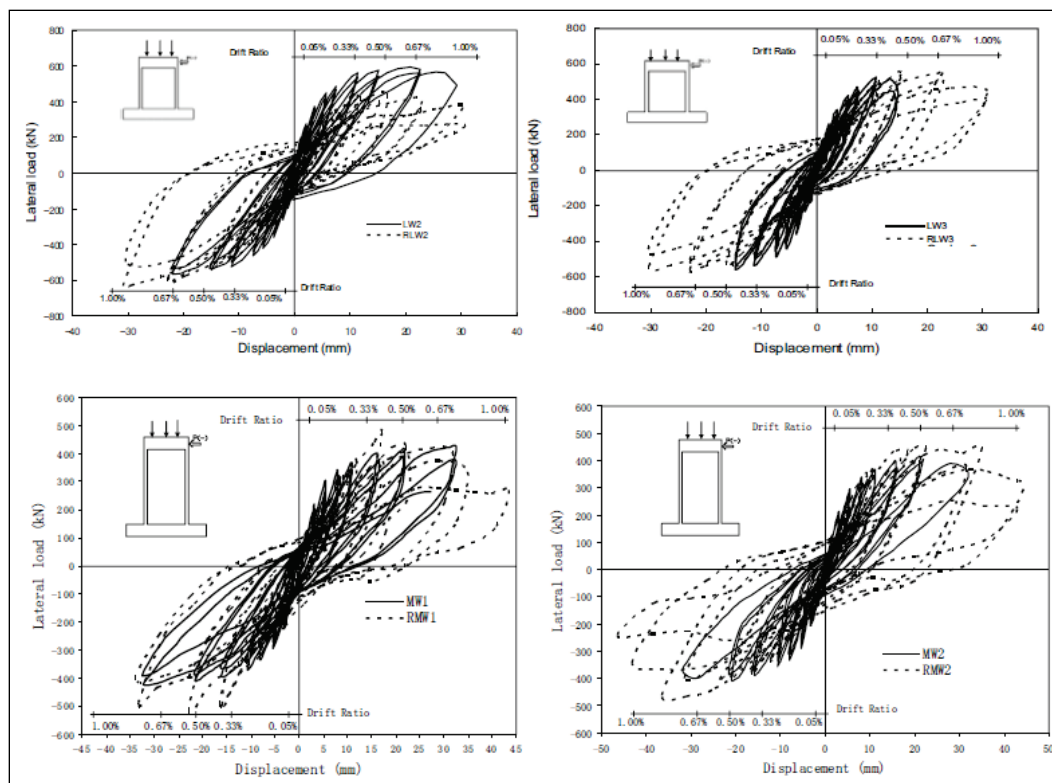 800
600
400
200
0
-200
-400
-600
-800
Lateral load (kN)
Drift Ratio
0.05% 0.33% 0.50% 0.67% 1.00%
LW2
RLW2
1.00% 0.67% 0.50% 0.33% 0.05% Drift Ratio
-40 -30 -20 -10 0 10 20 30 40
Displacement (mm)
800
600
400
200
0
-200
-400
-600
-800
Lateral load (kN)
Drift Ratio
0.05% 0.33% 0.50% 0.67% 1.00%
LW3
RLW3
1.00% 0.67% 0.50% 0.33% 0.05% Drift Ratio
-40 -30 -20 -10 0 10 20 30 40
Displacement (mm)
600
500
400
300
200
100
0
-100
-200
-300
-400
-500
-600
Lateral load (kN)
Drift Ratio
0.05% 0.33% 0.50% 0.67% 1.00%
P(-)
MW1
RMW1
Drift Ratio
1.00% 0.67% 0.50% 0.33% 0.05%
-45 -40 -35 -30 -25 -20 -15 -10 -5 0 5 10 15 20 25 30 35 40 45
Displacement (mm)
600
500
400
300
200
100
0
-100
-200
-300
-400
-500
-600
Lateral load (kN)
0.05% 0.33% 0.50% 0.67% 1.00%
Drift Ratio
P(-)
MW2
RMW2
Drift Ratio
1.00% 0.67% 0.50% 0.33% 0.05%
-50 -40 -30 -20 -10 0 10 20 30 40 50
Displacement (mm)